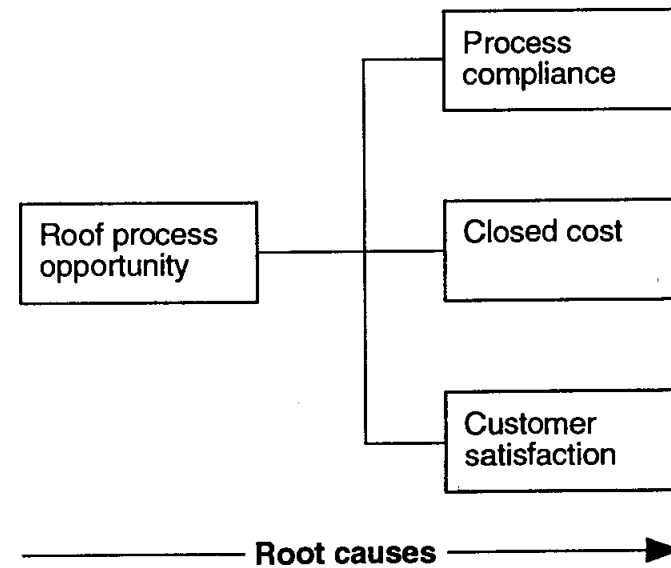 Process
compliance
Roof process
opportunity
Closed cost
Customer
satisfaction
Root causes